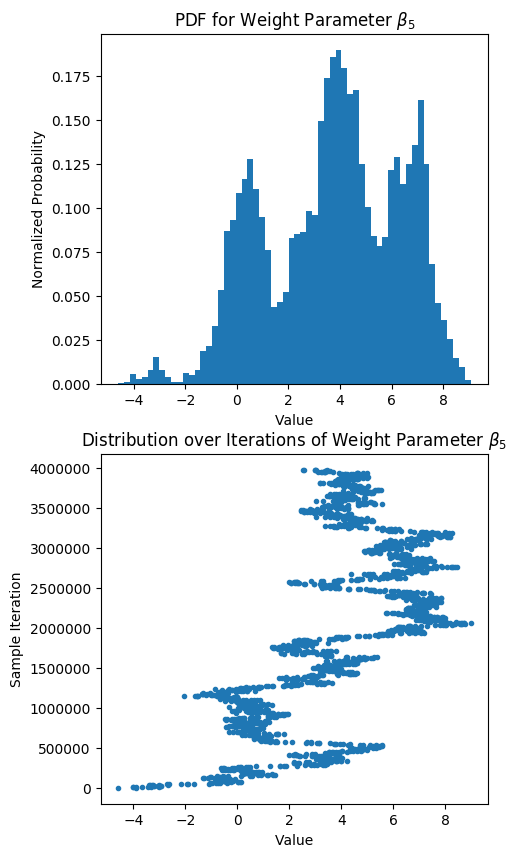 PDF for Weight Parameter β5
Normalized Probability
0.175
0.150
0.125
0.100
0.075
0.050
0.025
0.000
−4 −2 0 2 4 6 8
Value
Distribution over Iterations of Weight Parameter β5
Sample Iteration
4000000
3500000
3000000
2500000
2000000
1500000
1000000
500000
0
−4 −2 0 2 4 6 8
Value